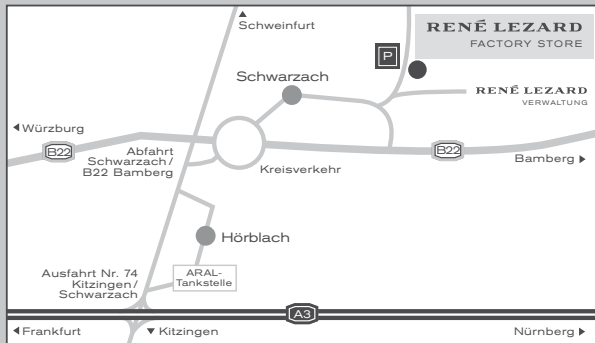 Schweinfurt
RENÉ LEZARD
FACTORY STORE
P
Schwarzach
RENÉ LEZARD
VERWALTUNG
Würzburg
B22
Abfahrt
Schwarzach/
B22 Bamberg
Kreisverkehr
B22
Bamberg
Hörblach
Ausfahrt Nr. 74
Kitzingen/
Schwarzach
ARAL-
Tankstelle
A3
Frankfurt
Kitzingen
Nürnberg